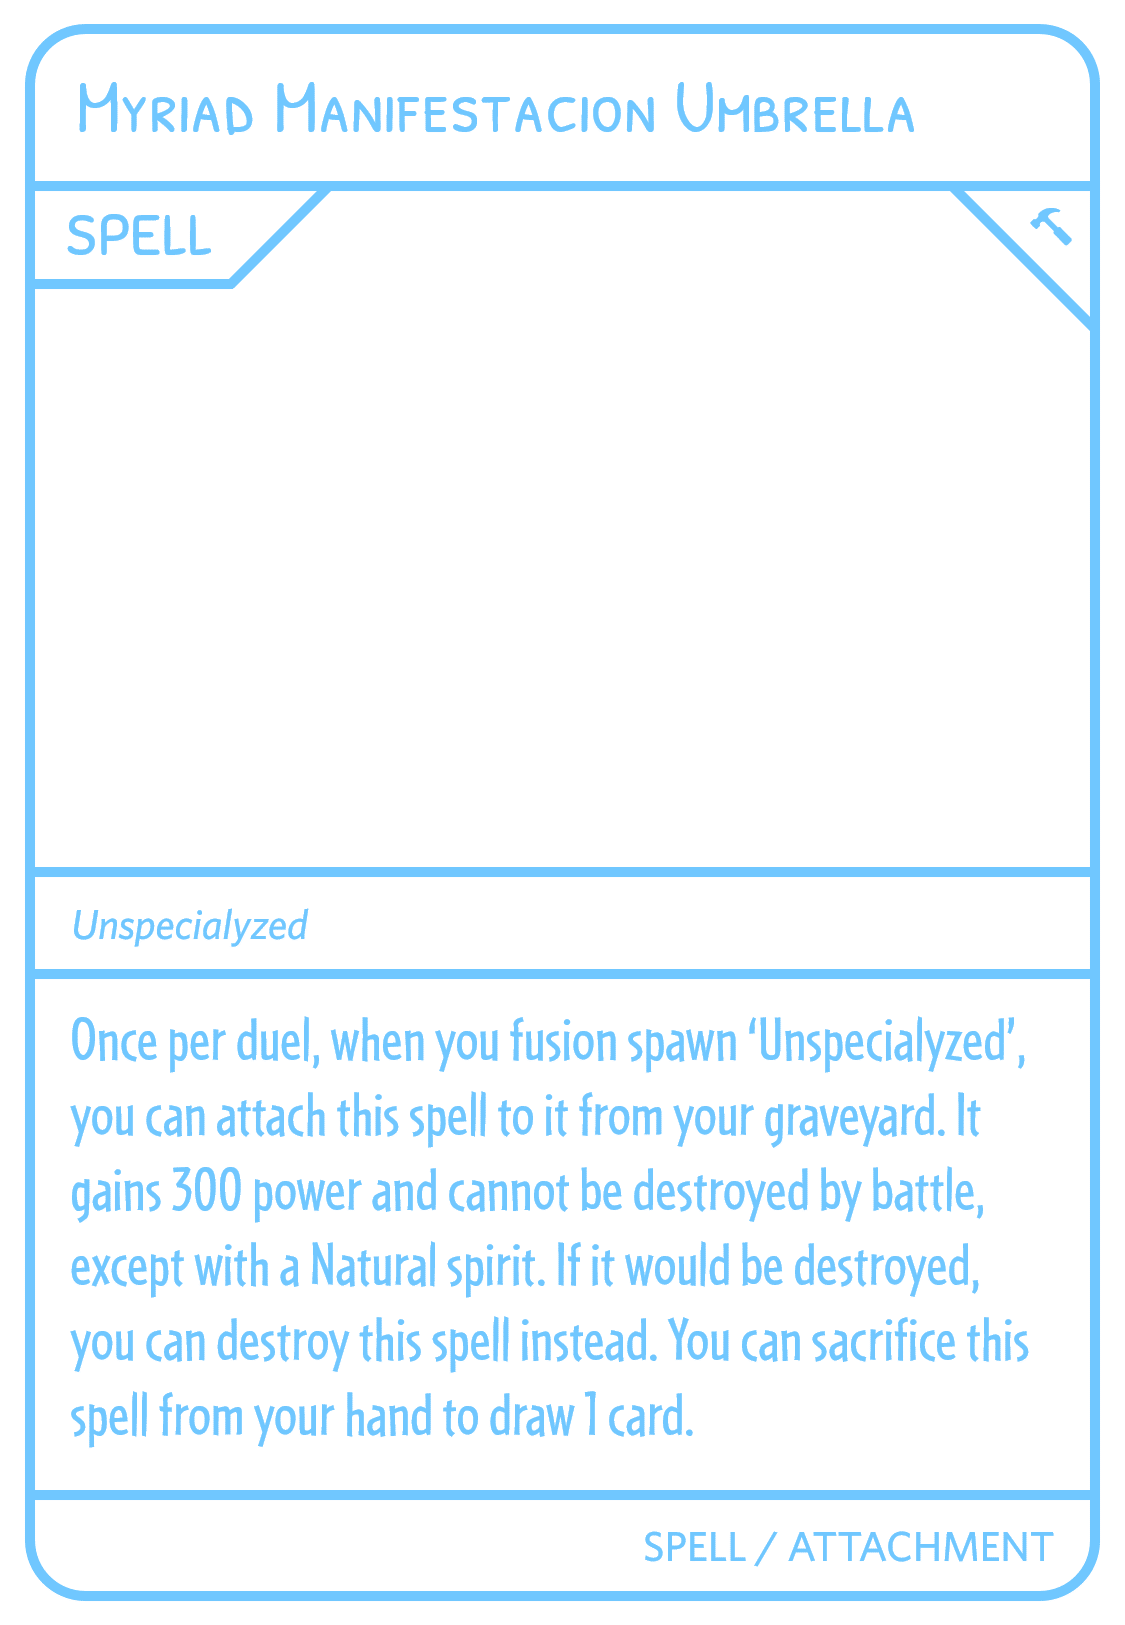 Myriad Manifestacion Umbrella
SPELL
Unspecialyzed
Once per duel, when you fusion spawn ‘Unspecialyzed’,
you can attach this spell to it from your graveyard. It
gains 300 power and cannot be destroyed by battle,
except with a Natural spirit. If it would be destroyed,
you can destroy this spell instead. You can sacrifice this
spell from your hand to draw 1 card.
SPELL / ATTACHMENT